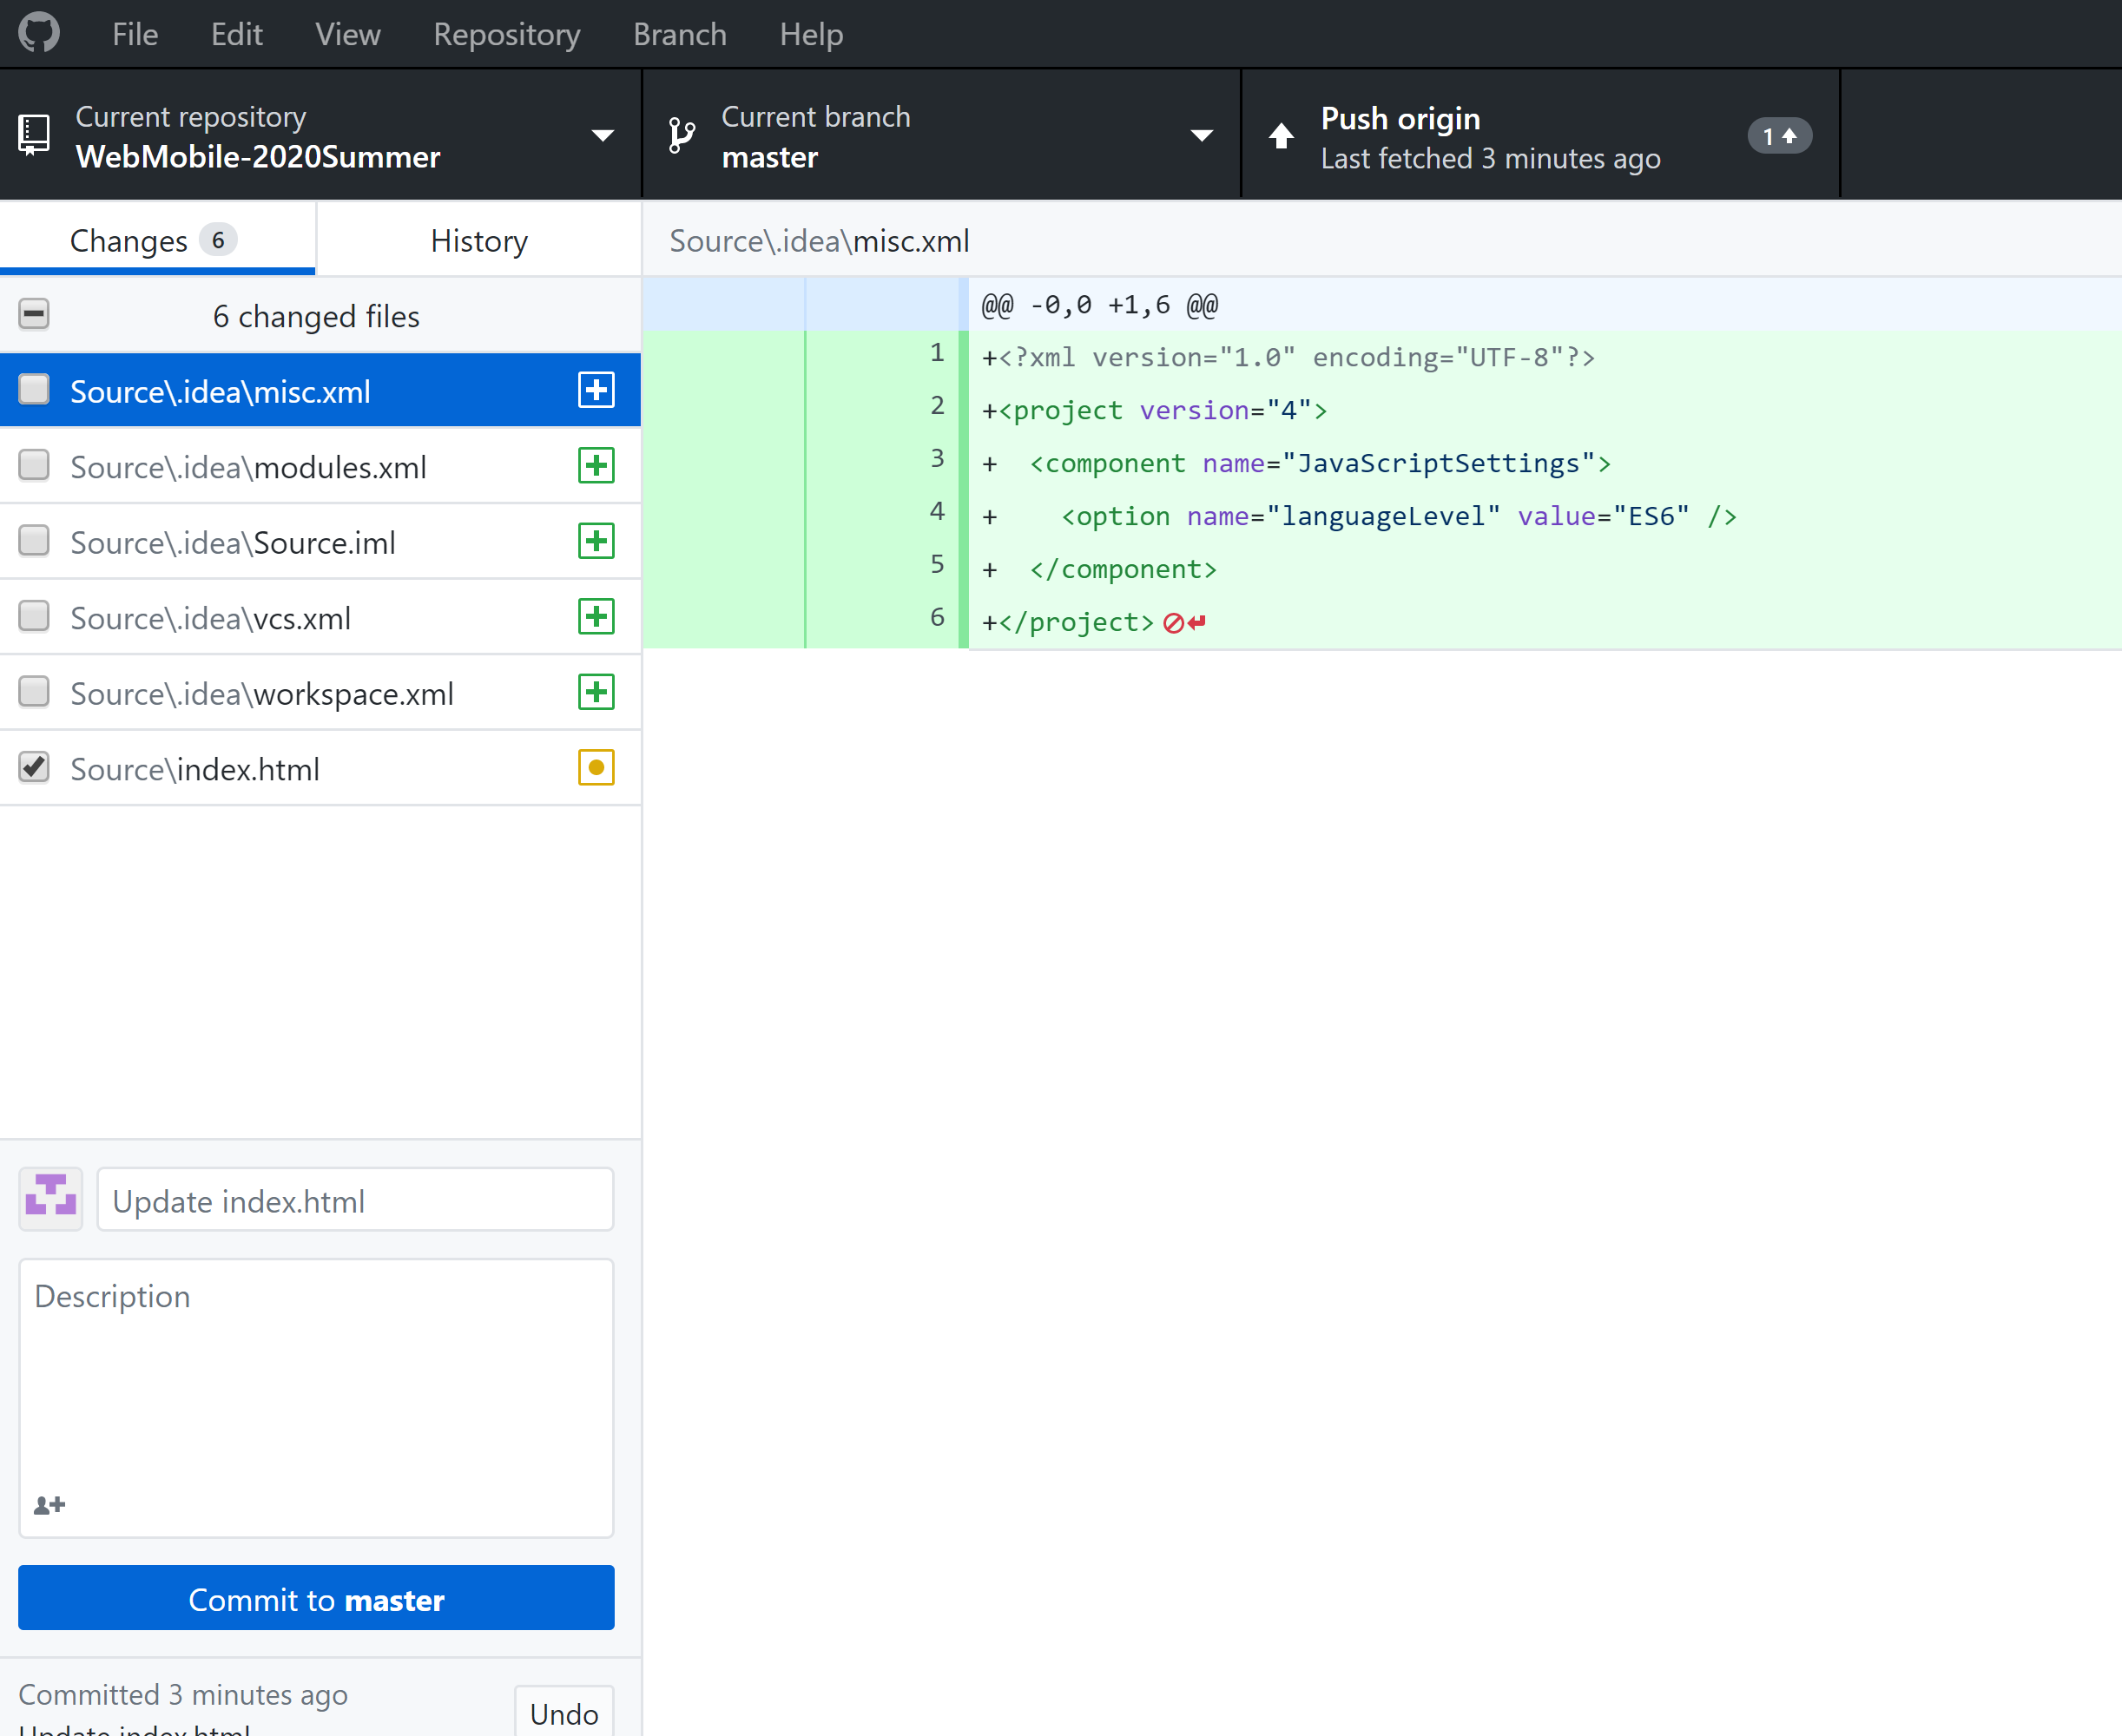 File Edit View Repository Branch Help
Current repository
WebMobile-2020Summer
Current branch
master
Push origin
Last fetched 3 minutes ago
1
Changes 6
History
6 changed files
Source\.idea\misc.xml
Source\.idea\modules.xml
Source\.idea\Source.iml
Source\.idea\vcs.xml
Source\.idea\workspace.xml
Source\index.html
Update index.html
Description
Commit to master
Committed 3 minutes ago
Update index.html
Undo
Source\.idea\misc.xml
@@ -0,0 +1,6 @@
1 +<?xml version="1.0" encoding="UTF-8"?>
2 +<project version="4">
3 +  <component name="JavaScriptSettings">
4 +    <option name="languageLevel" value="ES6" />
5 +  </component>
6 +</project>